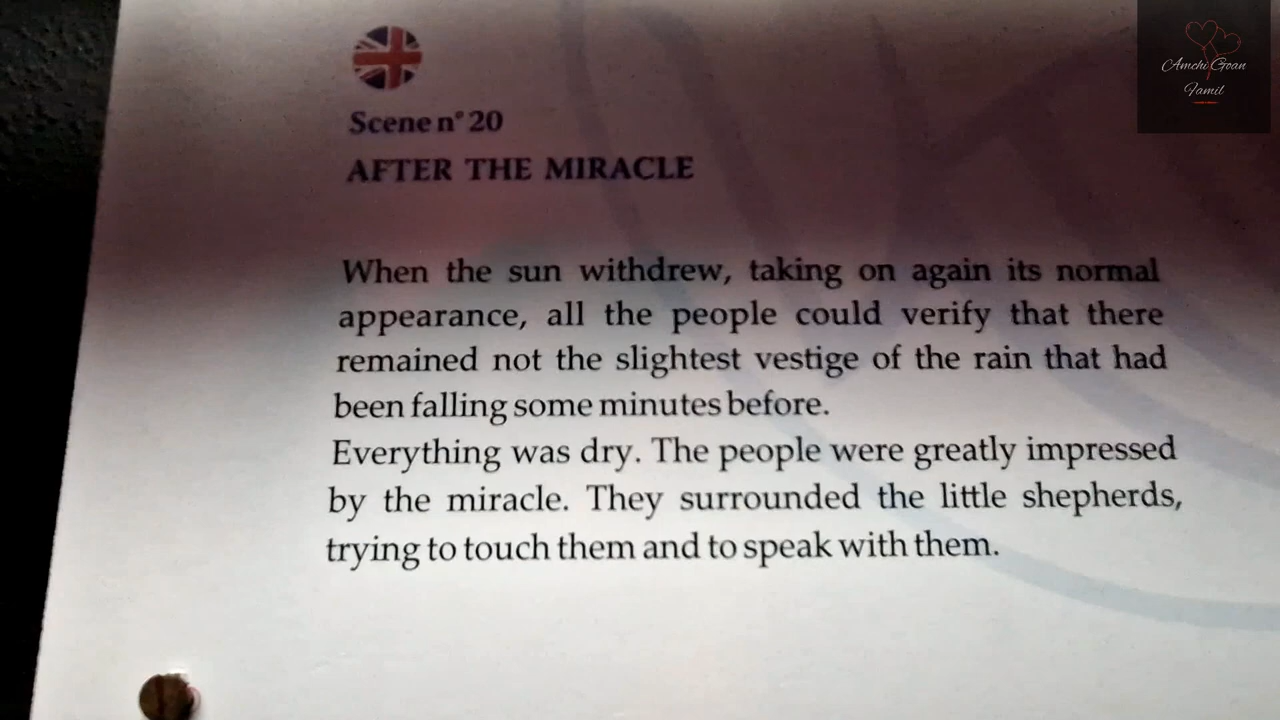 Amchi Goan
Famil
Scene nº 20
AFTER THE MIRACLE
When the sun withdrew, taking on again its normal
appearance, all the people could verify that there
remained not the slightest vestige of the rain that had
been falling some minutes before.
Everything was dry. The people were greatly impressed
by the miracle. They surrounded the little shepherds,
trying to touch them and to speak with them.